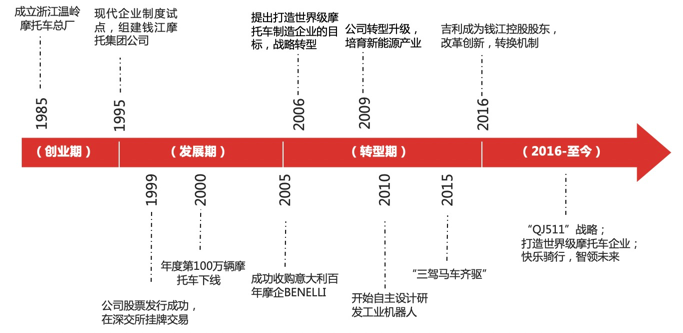 成立浙江温岭
摩托车总厂
现代企业制度试
点，组建钱江摩
托集团公司
提出打造世界级摩
托车制造企业的目
标，战略转型
公司转型升级，
培育新能源产业
吉利成为钱江控股股东，
改革创新，转换机制
1985
1995
2006
2009
2016
（创业期）
（发展期）
（转型期）
（2016-至今）
1999
2000
2005
2010
2015
公司股票发行成功，
在深交所挂牌交易
年度第100万辆摩
托车下线
成功收购意大利百
年摩企BENELLI
开始自主设计研
发工业机器人
“三驾马车齐驱”
“QJ511”战略；
打造世界级摩托车企业；
快乐骑行，智领未来